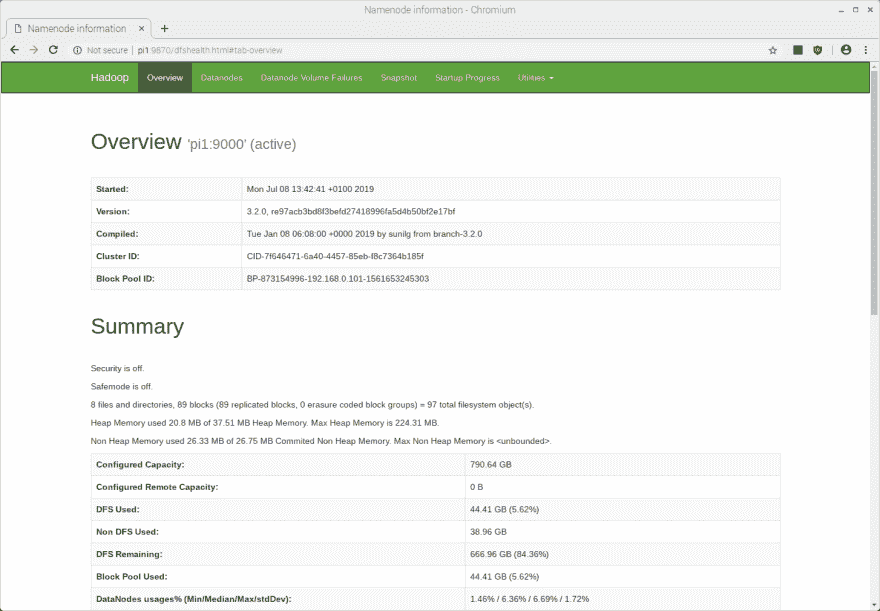 Namenode information - Chromium
Namenode information
Not secure | pi1:9870/dfshealth.html#tab-overview
Hadoop Overview Datanodes Datanode Volume Failures Snapshot Startup Progress Utilities
Overview 'pi1:9000' (active)
Started: Mon Jul 08 13:42:41 +0100 2019
Version: 3.2.0, re97acb3bd8f3befd27418996fa5d4b50bf2e17bf
Compiled: Tue Jan 08 06:08:00 +0000 2019 by sunilg from branch-3.2.0
Cluster ID: CID-7f646471-6a40-4457-85eb-f8c7364b185f
Block Pool ID: BP-873154996-192.168.0.101-1561653245303
Summary
Security is off.
Safemode is off.
8 files and directories, 89 blocks (89 replicated blocks, 0 erasure coded block groups) = 97 total filesystem object(s).
Heap Memory used 20.8 MB of 37.51 MB Heap Memory. Max Heap Memory is 224.31 MB.
Non Heap Memory used 26.33 MB of 26.75 MB Commited Non Heap Memory. Max Non Heap Memory is <unbounded>.
Configured Capacity: 790.64 GB
Configured Remote Capacity: 0 B
DFS Used: 44.41 GB (5.62%)
Non DFS Used: 38.96 GB
DFS Remaining: 666.96 GB (84.36%)
Block Pool Used: 44.41 GB (5.62%)
DataNodes usages% (Min/Median/Max/stdDev): 1.46% / 6.36% / 6.69% / 1.72%